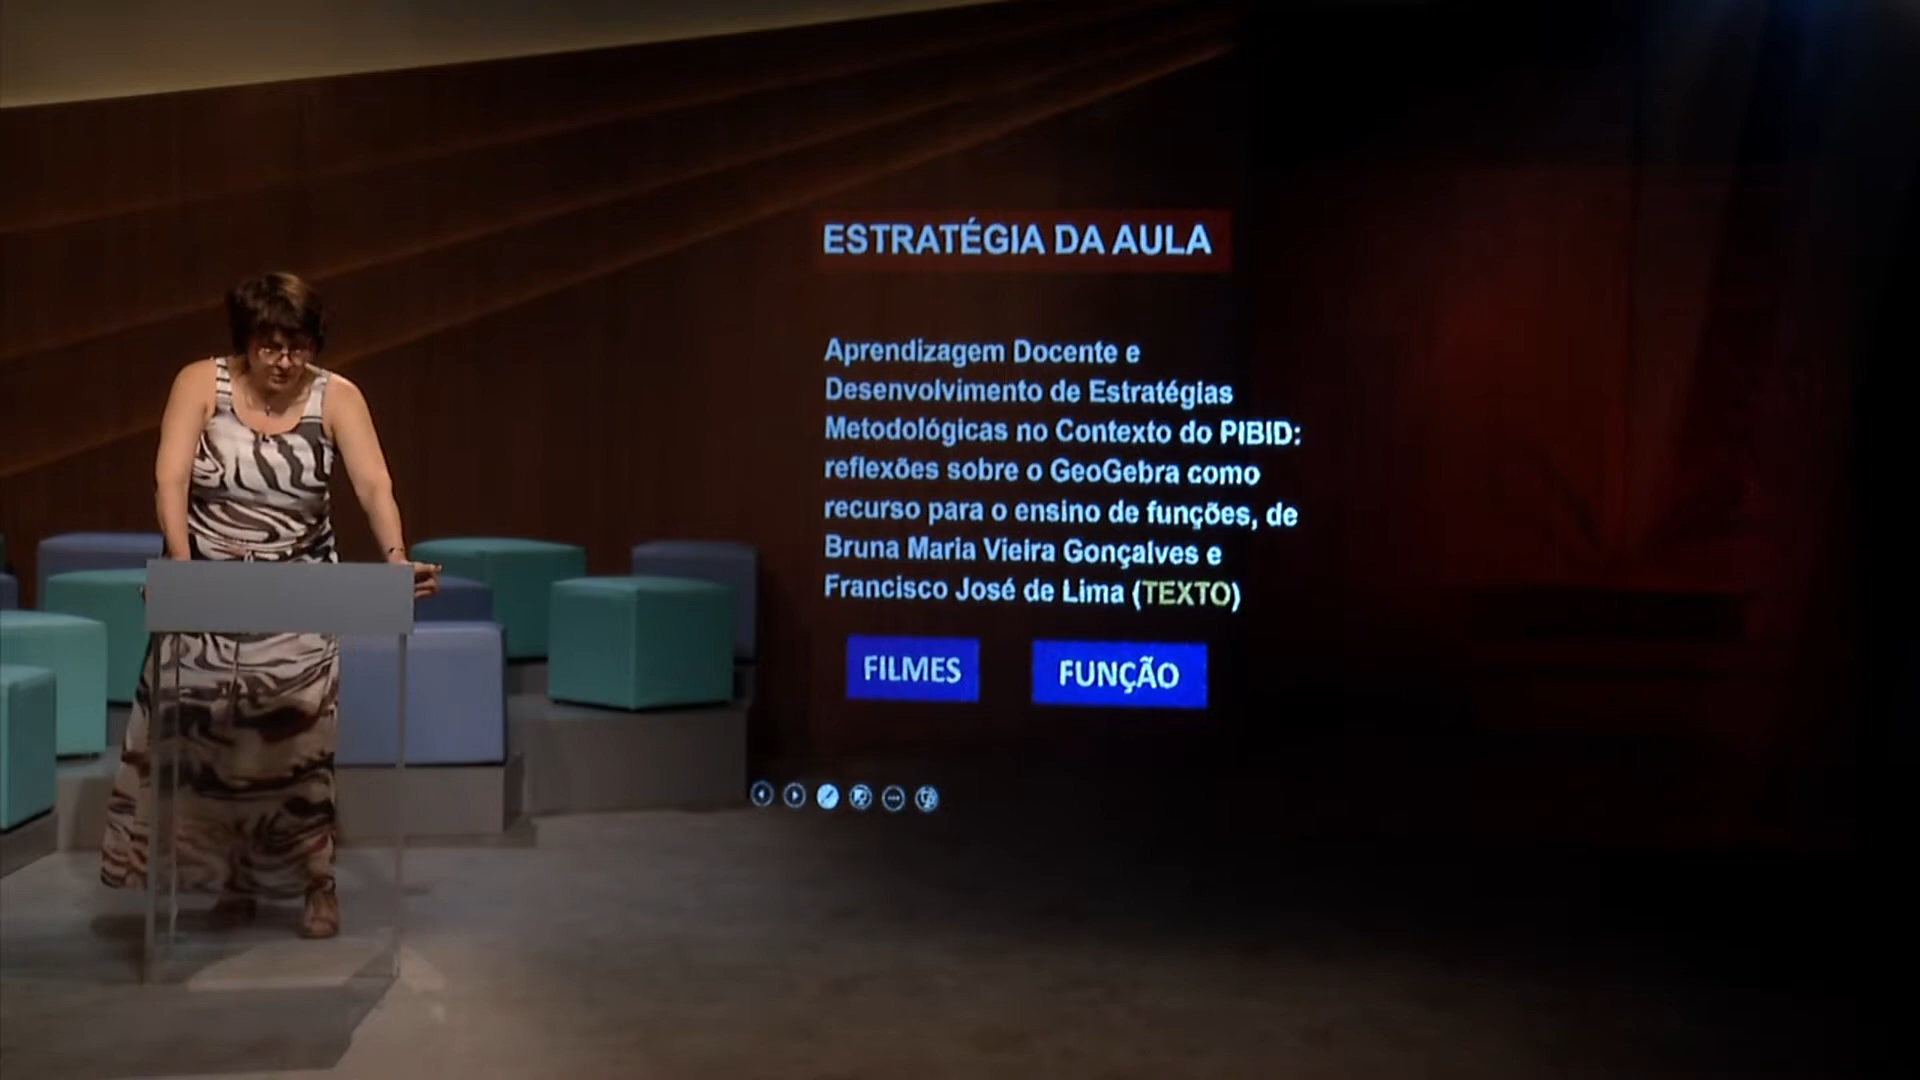 ESTRATÉGIA DA AULA
Aprendizagem Docente e
Desenvolvimento de Estratégias
Metodológicas no Contexto do PIBID:
reflexões sobre o GeoGebra como
recurso para o ensino de funções, de
Bruna Maria Vieira Gonçalves e
Francisco José de Lima (TEXTO)
FILMES FUNÇÃO